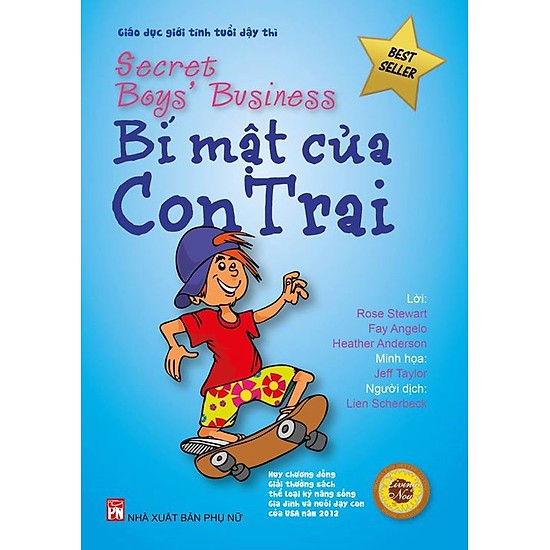 Giáo dục giới tính tuổi dậy thì
BEST
SELLER
Secret
Boys' Business
Bí mật của
Con Trai
Lời:
Rose Stewart
Fay Angelo
Heather Anderson
Minh họa:
Jeff Taylor
Người dịch:
Lien Scherbeck
Huy chương đồng
Giải thưởng sách
thể loại kỹ năng sống
Gia đình và nuôi dạy con
của USA năm 2012
Living
Now
PN
NHÀ XUẤT BẢN PHỤ NỮ